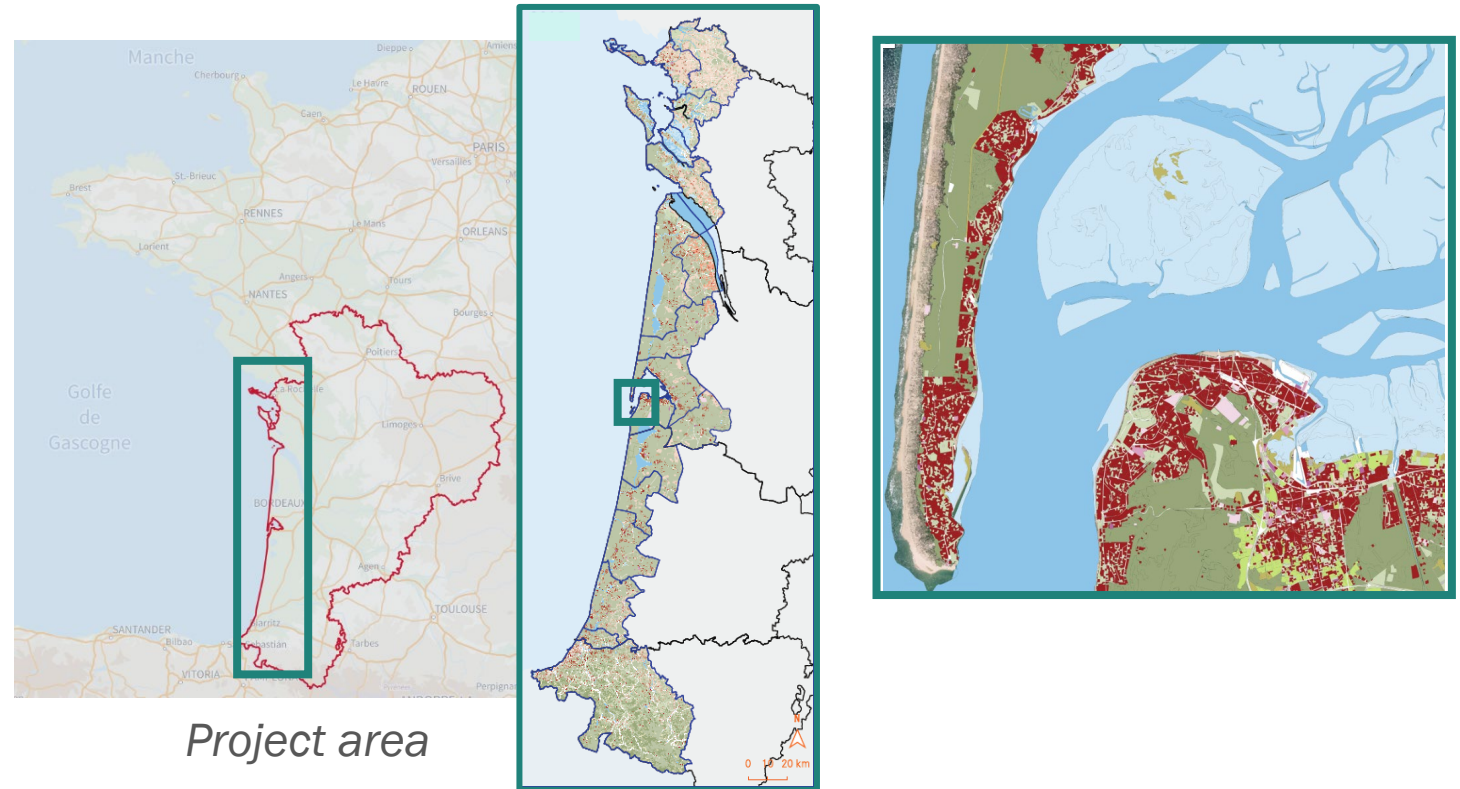 Manche
Dieppe
Amiens
Cherbourg
Le Havre
ROUEN
Caen
PARIS
Versailles
St.-Brieuc
Brest
RENNES
Le Mans
ORLEANS
Lorient
Angers
Tours
NANTES
Bourges
Poitiers
La Rochelle
Golfe
de
Gascogne
Limoges
Brive
BORDEAUX
Agen
TOULOUSE
Biarritz
SANTANDER
Bilbao
Sebastián
Tarbes
VITORIA
Perpignan
Project area
N
0 10 20 km